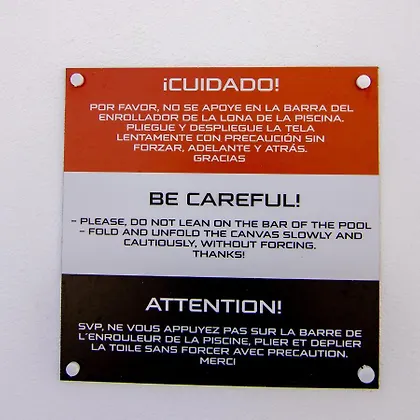 ¡CUIDADO!
POR FAVOR, NO SE APOYE EN LA BARRA DEL
ENROLLADOR DE LA LONA DE LA PISCINA.
PLIEGUE Y DESPLIEGUE LA TELA
LENTAMENTE CON PRECAUCIÓN SIN
FORZAR, ADELANTE Y ATRÁS.
GRACIAS
BE CAREFUL!
- PLEASE, DO NOT LEAN ON THE BAR OF THE POOL
- FOLD AND UNFOLD THE CANVAS SLOWLY AND
CAUTIOUSLY, WITHOUT FORCING.
THANKS!
ATTENTION!
SVP, NE VOUS APPUYEZ PAS SUR LA BARRE DE
L'ENROULEUR DE LA PISCINE, PLIER ET DEPLIER
LA TOILE SANS FORCER AVEC PRECAUTION.
MERCI